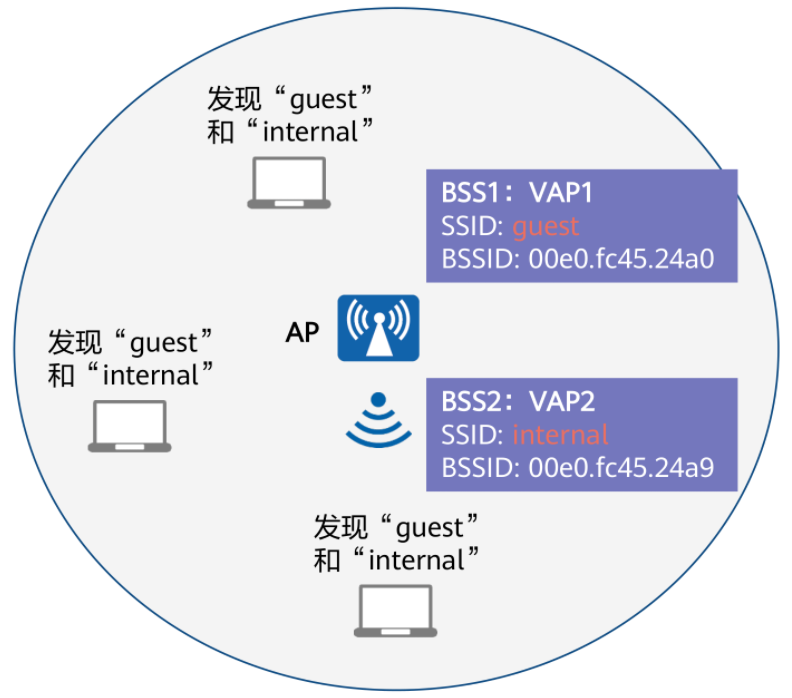 发现“guest”
和“internal”
BSS1：VAP1
SSID: guest
BSSID: 00e0.fc45.24a0
AP
发现“guest”
和“internal”
BSS2：VAP2
SSID: internal
BSSID: 00e0.fc45.24a9
发现“guest”
和“internal”